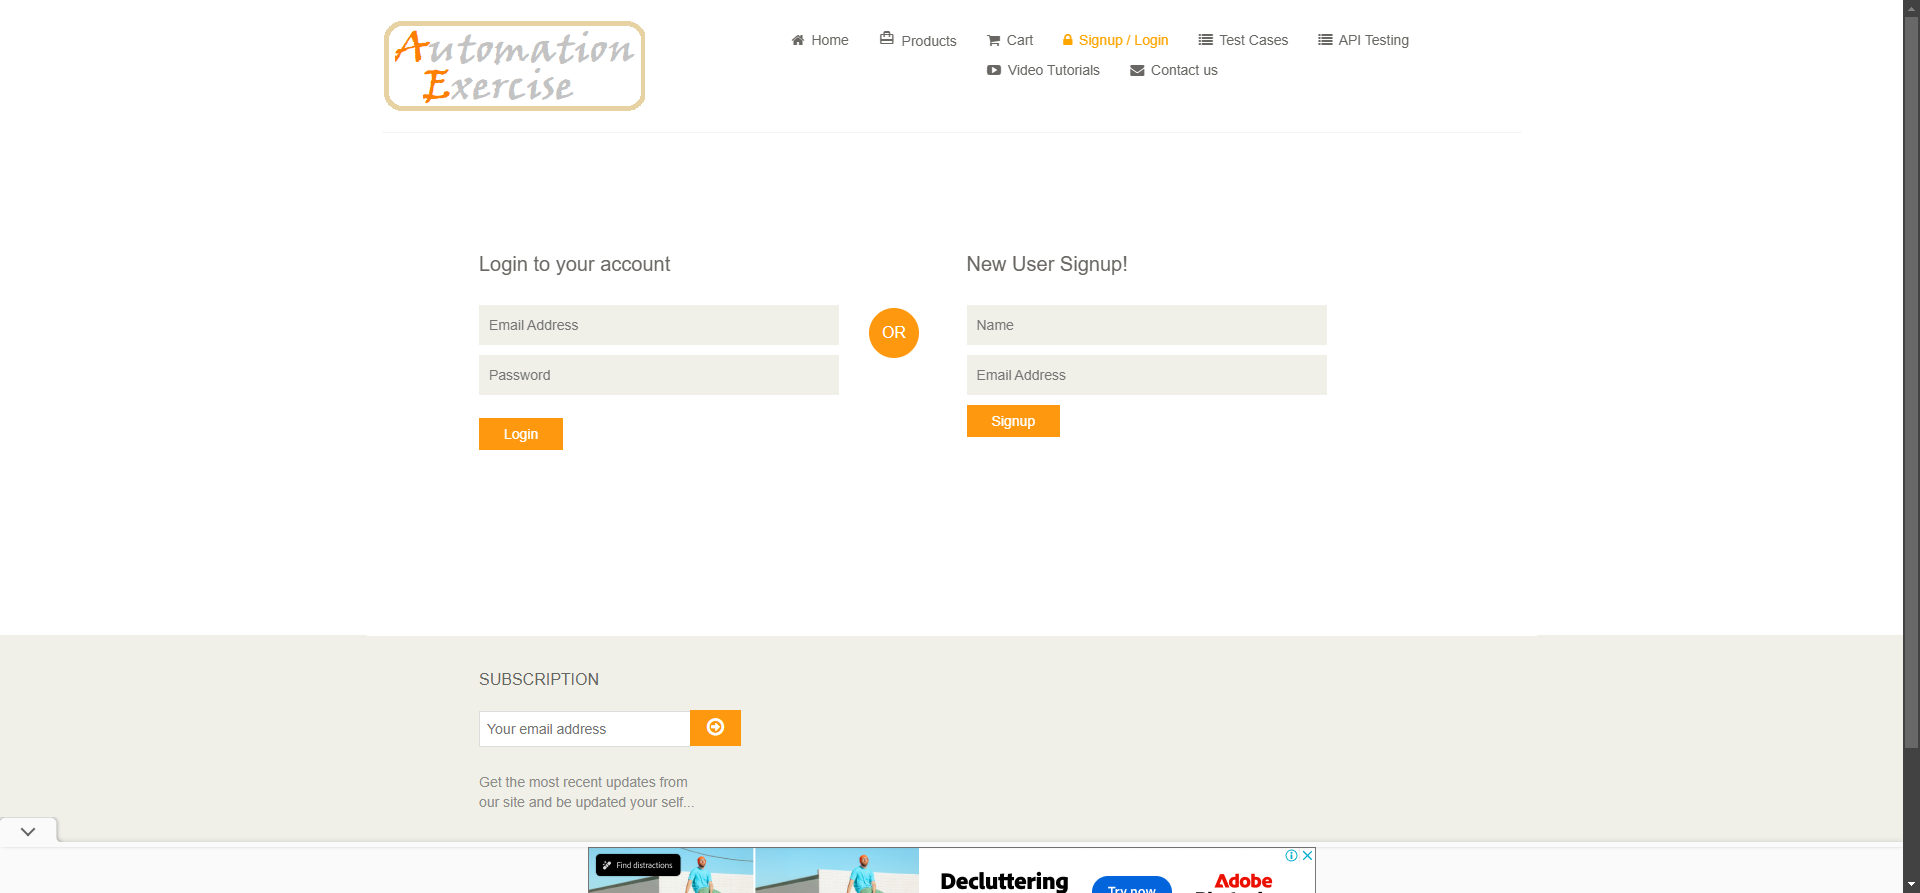 Automation
Exercise
Home
Products
Cart
Signup / Login
Test Cases
API Testing
Video Tutorials
Contact us
Login to your account
Email Address
Password
Login
OR
New User Signup!
Name
Email Address
Signup
SUBSCRIPTION
Your email address
Get the most recent updates from
our site and be updated your self...
Find distractions
Decluttering
Try now
Adobe